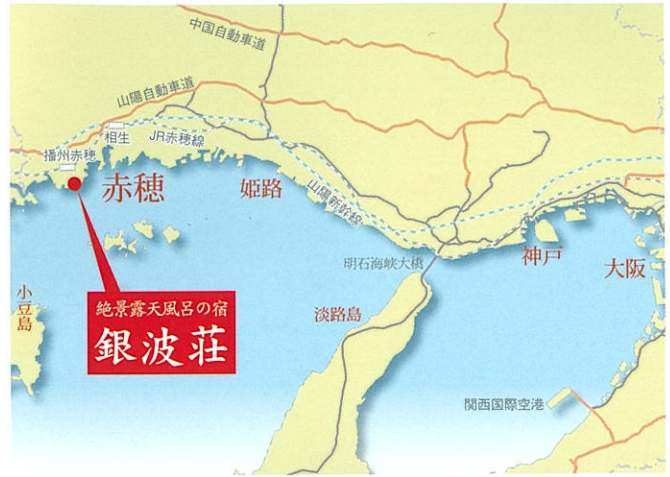 中国自動車道
山陽自動車道
相生
JR赤穂線
播州赤穂
赤穂
姫路
山陽新幹線
明石海峡大橋
神戸
大阪
小豆島
淡路島
絶景露天風呂の宿
銀波荘
関西国際空港